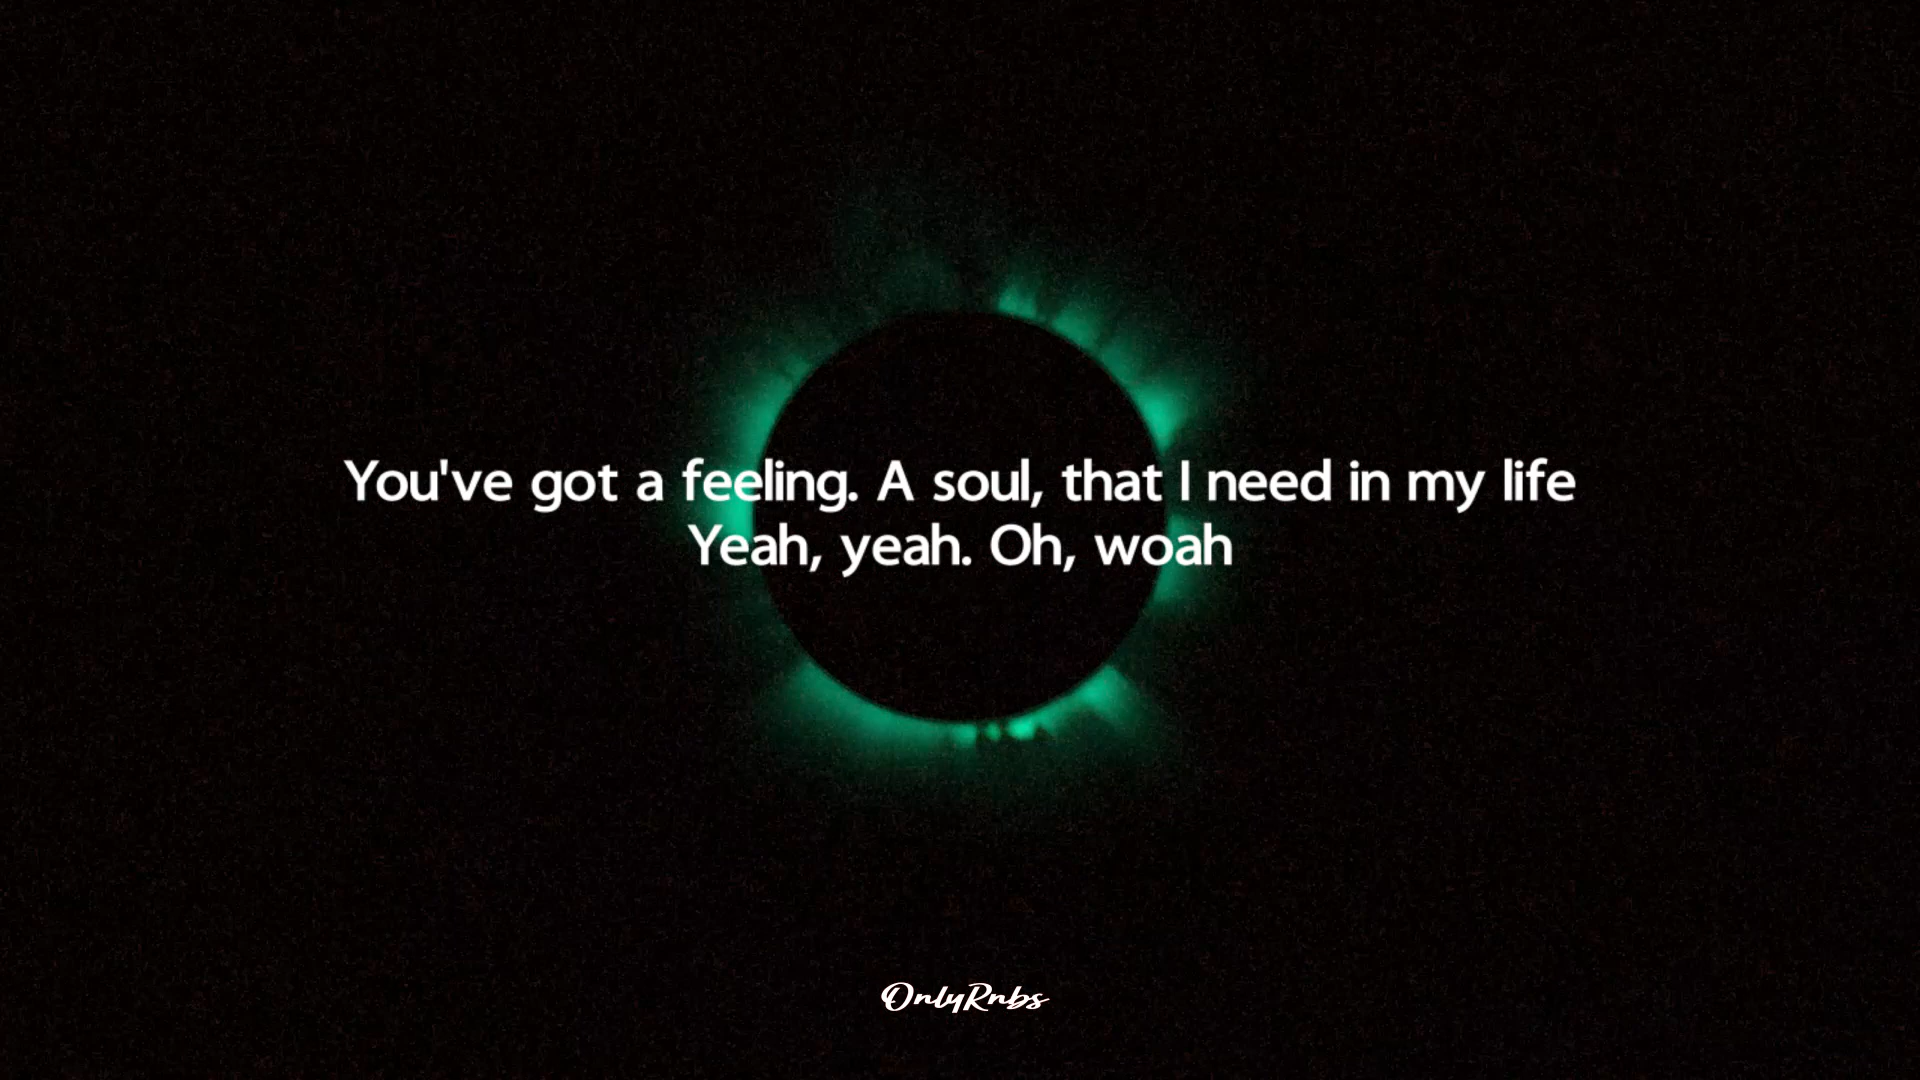 You've got a feeling. A soul, that I need in my life
Yeah, yeah. Oh, woah
OnlyRnbs